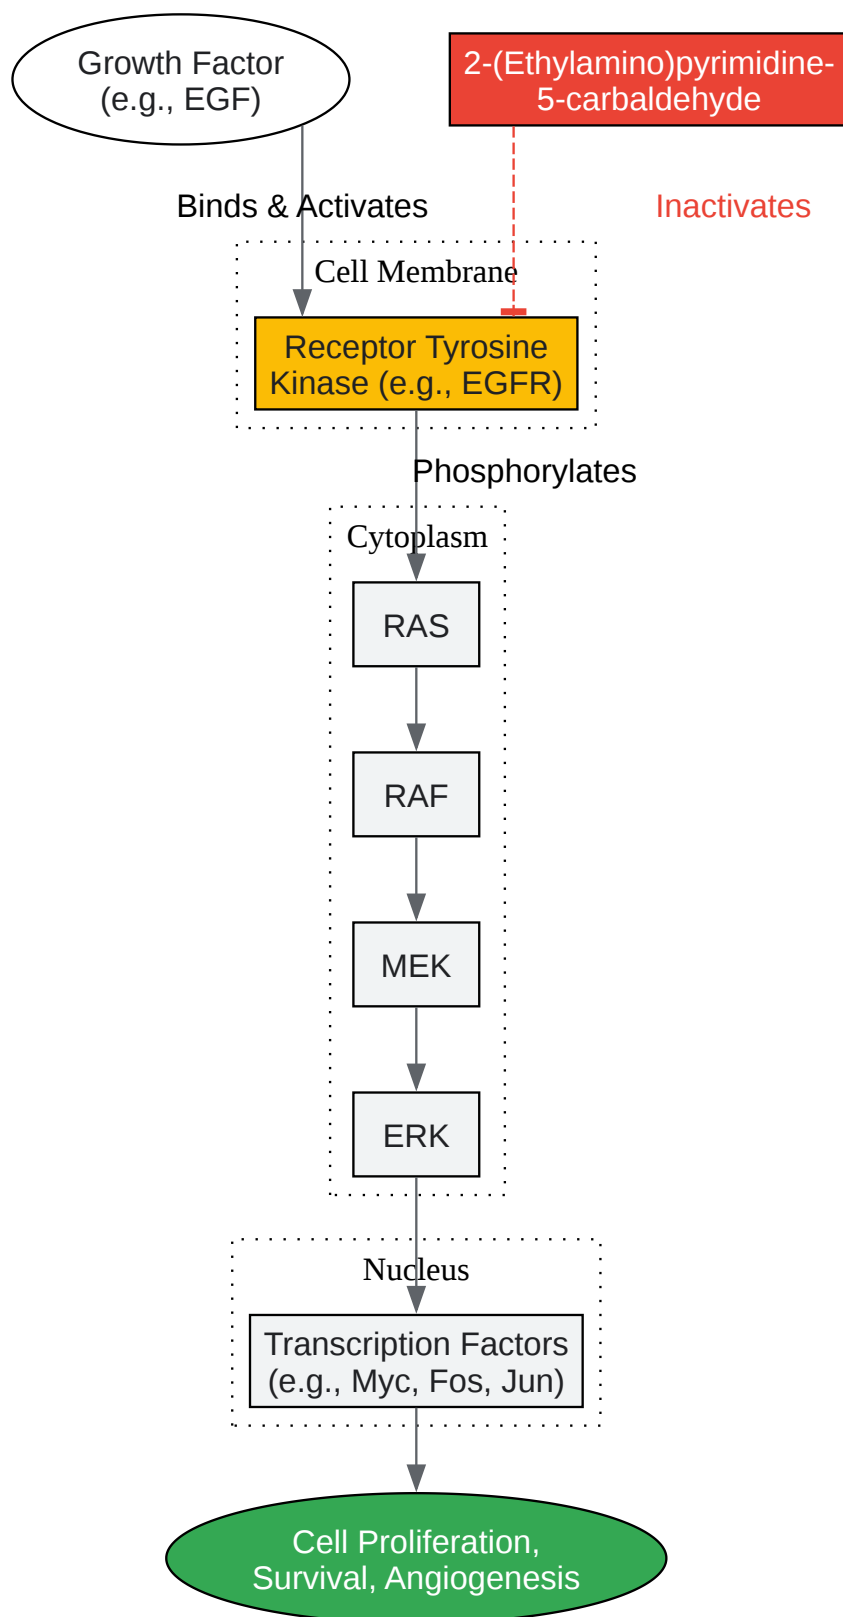 Growth Factor
(e.g., EGF)
2-(Ethylamino)pyrimidine-
5-carbaldehyde
Binds & Activates
Inactivates
Cell Membrane
Receptor Tyrosine
Kinase (e.g., EGFR)
Phosphorylates
Cytoplasm
RAS
RAF
MEK
ERK
Nucleus
Transcription Factors
(e.g., Myc, Fos, Jun)
Cell Proliferation,
Survival, Angiogenesis